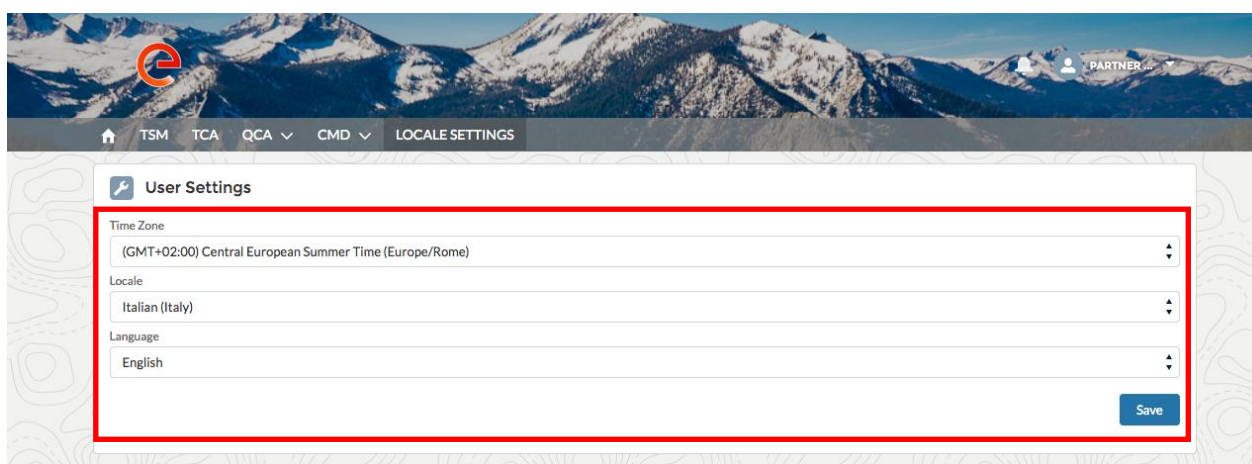 PARTNER ...
TSM TCA QCA CMD LOCALE SETTINGS
User Settings
Time Zone
(GMT+02:00) Central European Summer Time (Europe/Rome)
Locale
Italian (Italy)
Language
English
Save